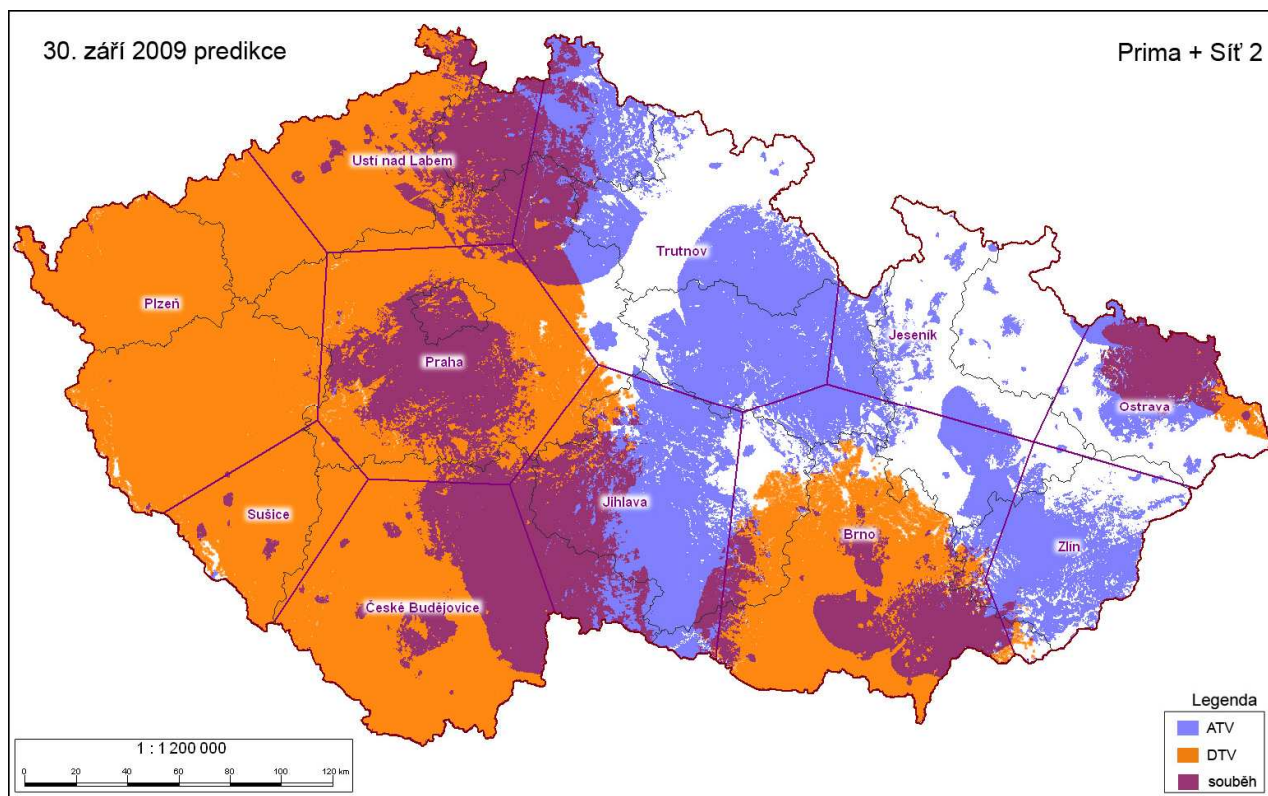 30. září 2009 predikce
Prima + Síť 2
Ústí nad Labem
Trutnov
Plzeň
Jeseník
Praha
Ostrava
Sušice
Jihlava
Brno
Zlín
České Budějovice
Legenda
ATV
DTV
souběh
1 : 1 200 000
0 20 40 60 80 100 120 km